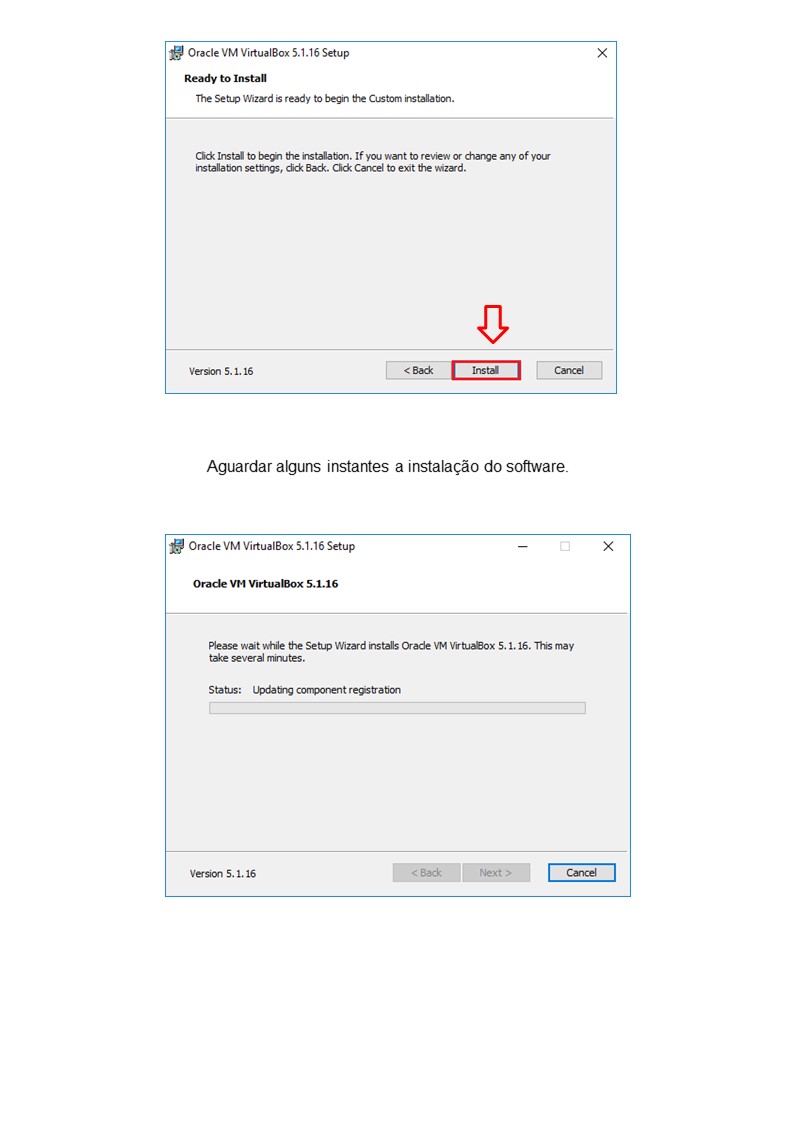 Oracle VM VirtualBox 5.1.16 Setup
Ready to Install
The Setup Wizard is ready to begin the Custom installation.
Click Install to begin the installation. If you want to review or change any of your
installation settings, click Back. Click Cancel to exit the wizard.
Version 5.1.16
< Back
Install
Cancel
Aguardar alguns instantes a instalação do software.
Oracle VM VirtualBox 5.1.16 Setup
Oracle VM VirtualBox 5.1.16
Please wait while the Setup Wizard installs Oracle VM VirtualBox 5.1.16. This may
take several minutes.
Status: Updating component registration
Version 5.1.16
< Back
Next >
Cancel